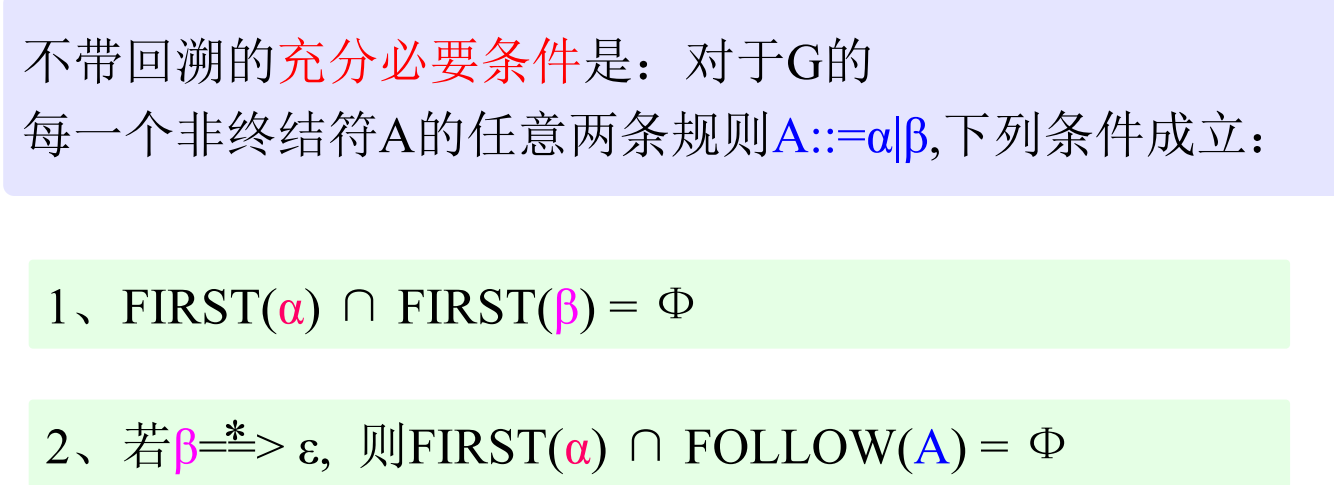 不带回溯的充分必要条件是：对于G的
每一个非终结符A的任意两条规则A::=α|β,下列条件成立：
1、FIRST(α) ∩ FIRST(β) = Φ
2、若β=*=> ε, 则FIRST(α) ∩ FOLLOW(A) = Φ